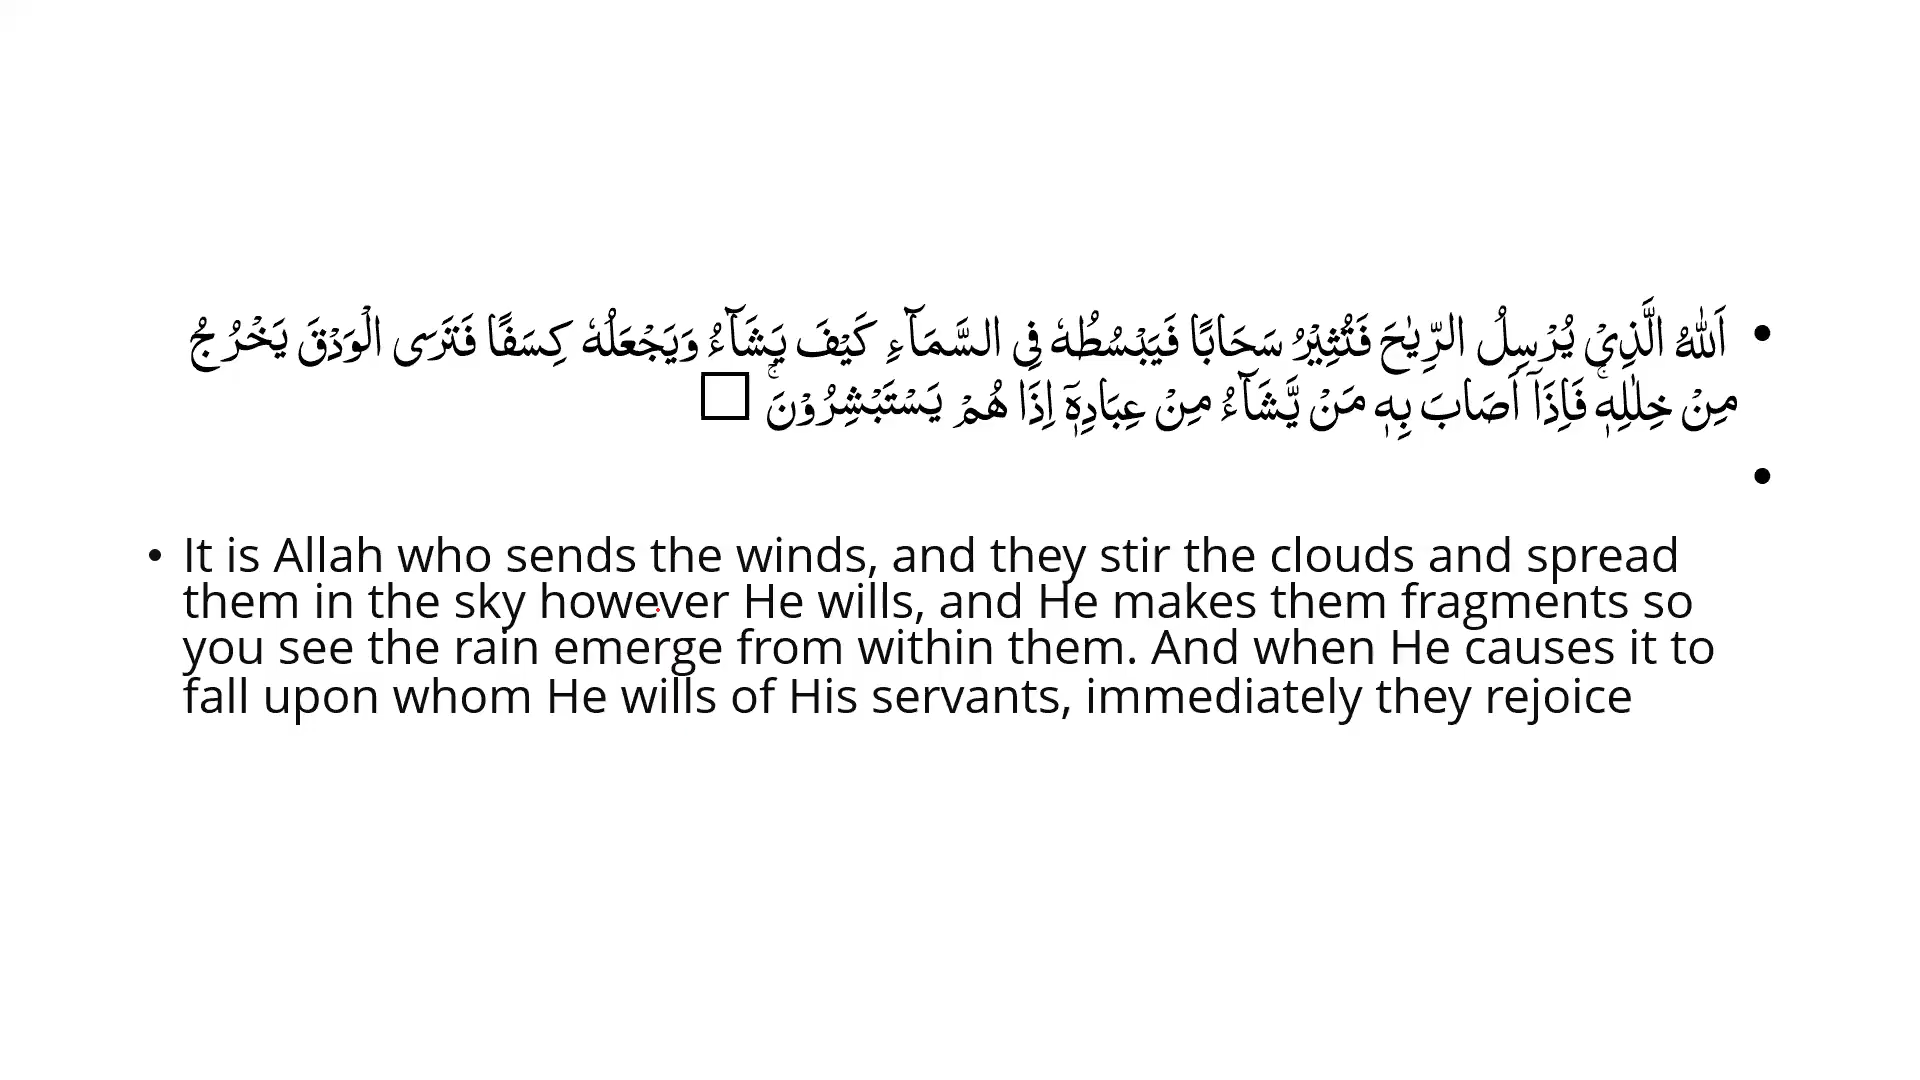 • اَللّٰهُ الَّذِىْ يُرْسِلُ الرِّيٰحَ فَتُثِيْرُ سَحَابًا فَيَبْسُطُهٗ فِى السَّمَآءِ كَيْفَ يَشَآءُ وَيَجْعَلُهٗ كِسَفًا فَتَرَى الْوَدْقَ يَخْرُجُ
مِنْ خِلٰلِهٖۚ فَاِذَاۤ اَصَابَ بِهٖ مَنْ يَّشَآءُ مِنْ عِبَادِهٖۤ اِذَا هُمْ يَسْتَبْشِرُوْنَۚ □
•
• It is Allah who sends the winds, and they stir the clouds and spread
them in the sky however He wills, and He makes them fragments so
you see the rain emerge from within them. And when He causes it to
fall upon whom He wills of His servants, immediately they rejoice